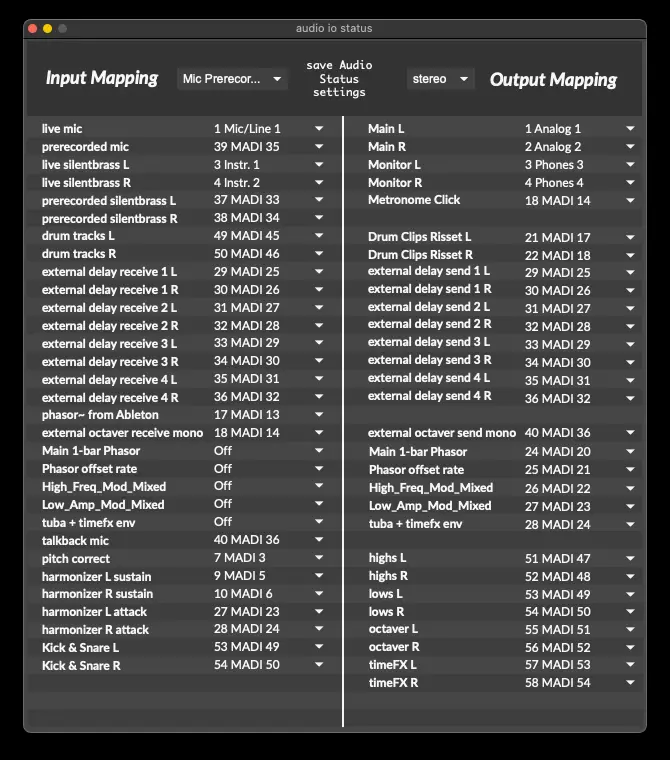 audio io status
Input Mapping
Mic Prerecor...
save Audio
Status
settings
stereo
Output Mapping
live mic 1 Mic/Line 1
prerecorded mic 39 MADI 35
live silentbrass L 3 Instr. 1
live silentbrass R 4 Instr. 2
prerecorded silentbrass L 37 MADI 33
prerecorded silentbrass R 38 MADI 34
drum tracks L 49 MADI 45
drum tracks R 50 MADI 46
external delay receive 1 L 29 MADI 25
external delay receive 1 R 30 MADI 26
external delay receive 2 L 31 MADI 27
external delay receive 2 R 32 MADI 28
external delay receive 3 L 33 MADI 29
external delay receive 3 R 34 MADI 30
external delay receive 4 L 35 MADI 31
external delay receive 4 R 36 MADI 32
phasor~ from Ableton 17 MADI 13
external octaver receive mono 18 MADI 14
Main 1-bar Phasor Off
Phasor offset rate Off
High_Freq_Mod_Mixed Off
Low_Amp_Mod_Mixed Off
tuba + timefx env Off
talkback mic 40 MADI 36
pitch correct 7 MADI 3
harmonizer L sustain 9 MADI 5
harmonizer R sustain 10 MADI 6
harmonizer L attack 27 MADI 23
harmonizer R attack 28 MADI 24
Kick & Snare L 53 MADI 49
Kick & Snare R 54 MADI 50
Main L 1 Analog 1
Main R 2 Analog 2
Monitor L 3 Phones 3
Monitor R 4 Phones 4
Metronome Click 18 MADI 14
Drum Clips Risset L 21 MADI 17
Drum Clips Risset R 22 MADI 18
external delay send 1 L 29 MADI 25
external delay send 1 R 30 MADI 26
external delay send 2 L 31 MADI 27
external delay send 2 R 32 MADI 28
external delay send 3 L 33 MADI 29
external delay send 3 R 34 MADI 30
external delay send 4 L 35 MADI 31
external delay send 4 R 36 MADI 32
external octaver send mono 40 MADI 36
Main 1-bar Phasor 24 MADI 20
Phasor offset rate 25 MADI 21
High_Freq_Mod_Mixed 26 MADI 22
Low_Amp_Mod_Mixed 27 MADI 23
tuba + timefx env 28 MADI 24
highs L 51 MADI 47
highs R 52 MADI 48
lows L 53 MADI 49
lows R 54 MADI 50
octaver L 55 MADI 51
octaver R 56 MADI 52
timeFX L 57 MADI 53
timeFX R 58 MADI 54